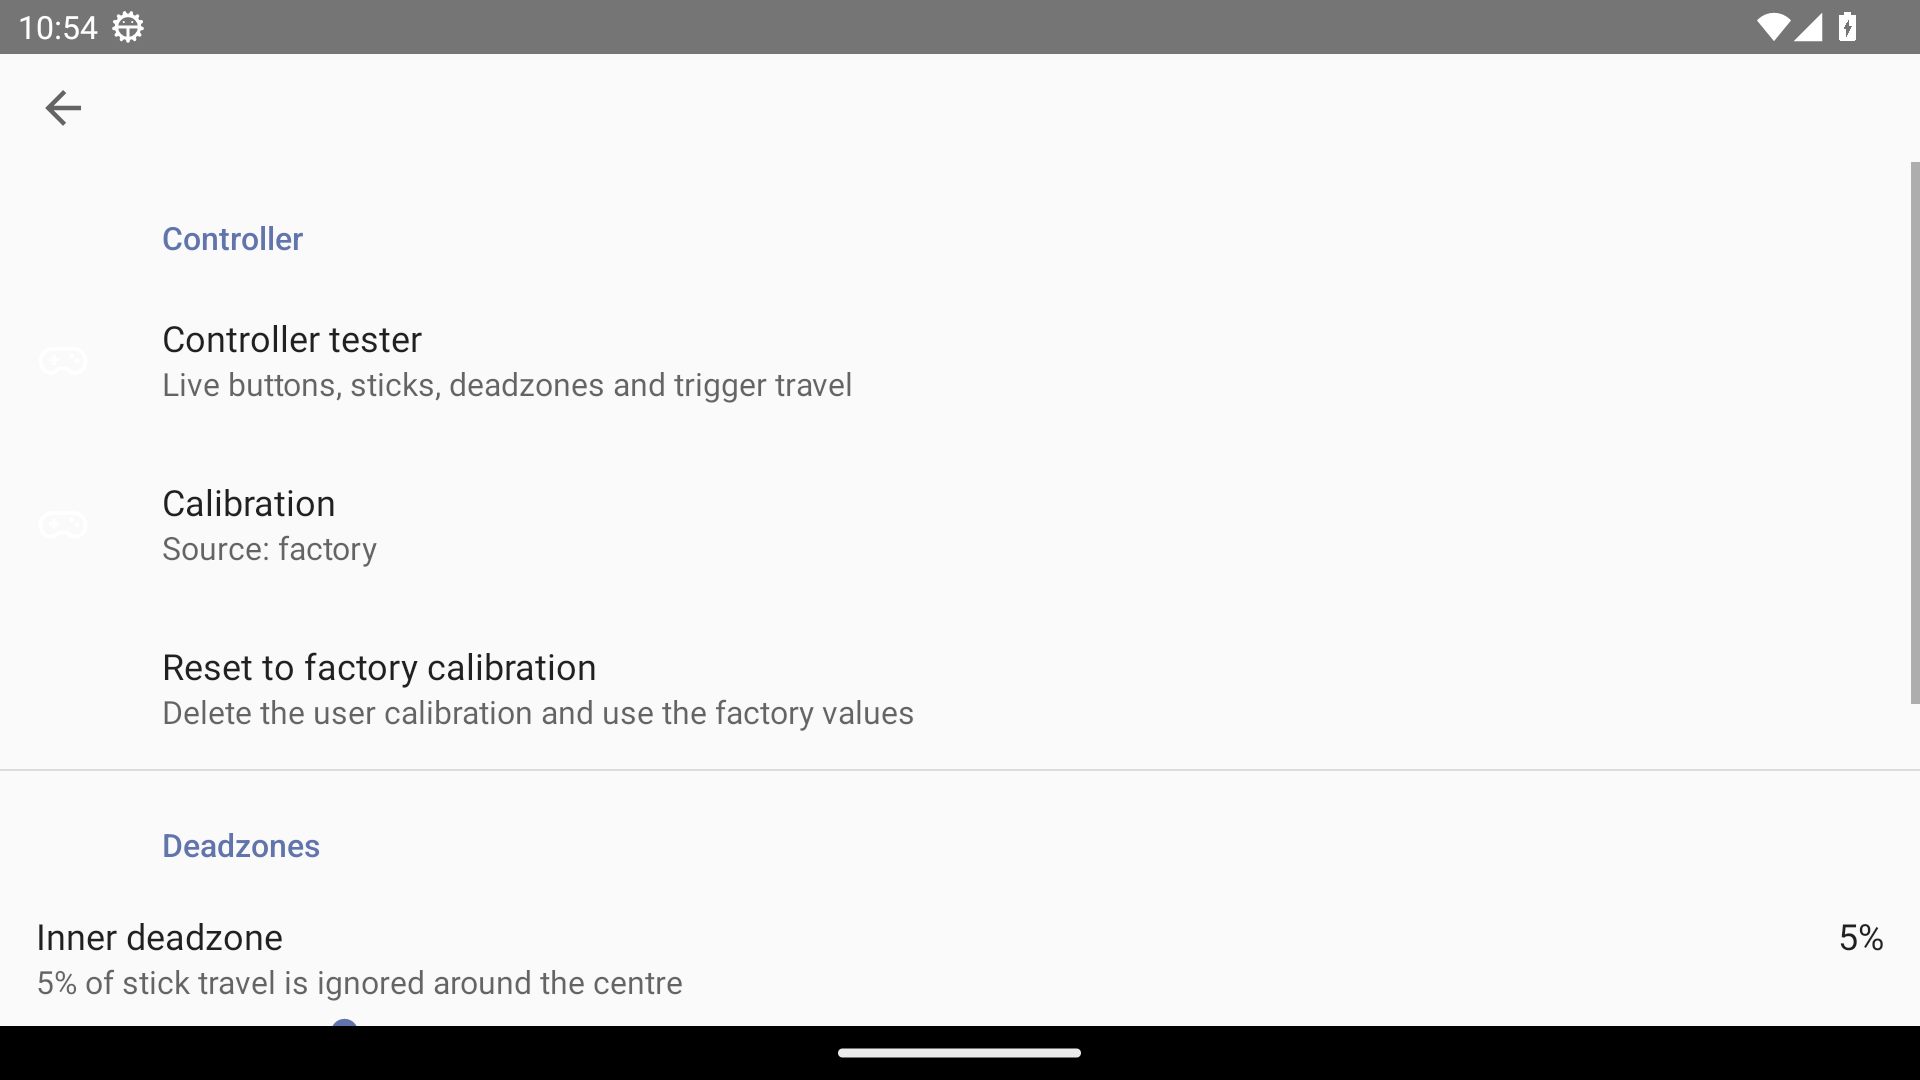 10:54
Controller
Controller tester
Live buttons, sticks, deadzones and trigger travel
Calibration
Source: factory
Reset to factory calibration
Delete the user calibration and use the factory values
Deadzones
Inner deadzone
5%
5% of stick travel is ignored around the centre